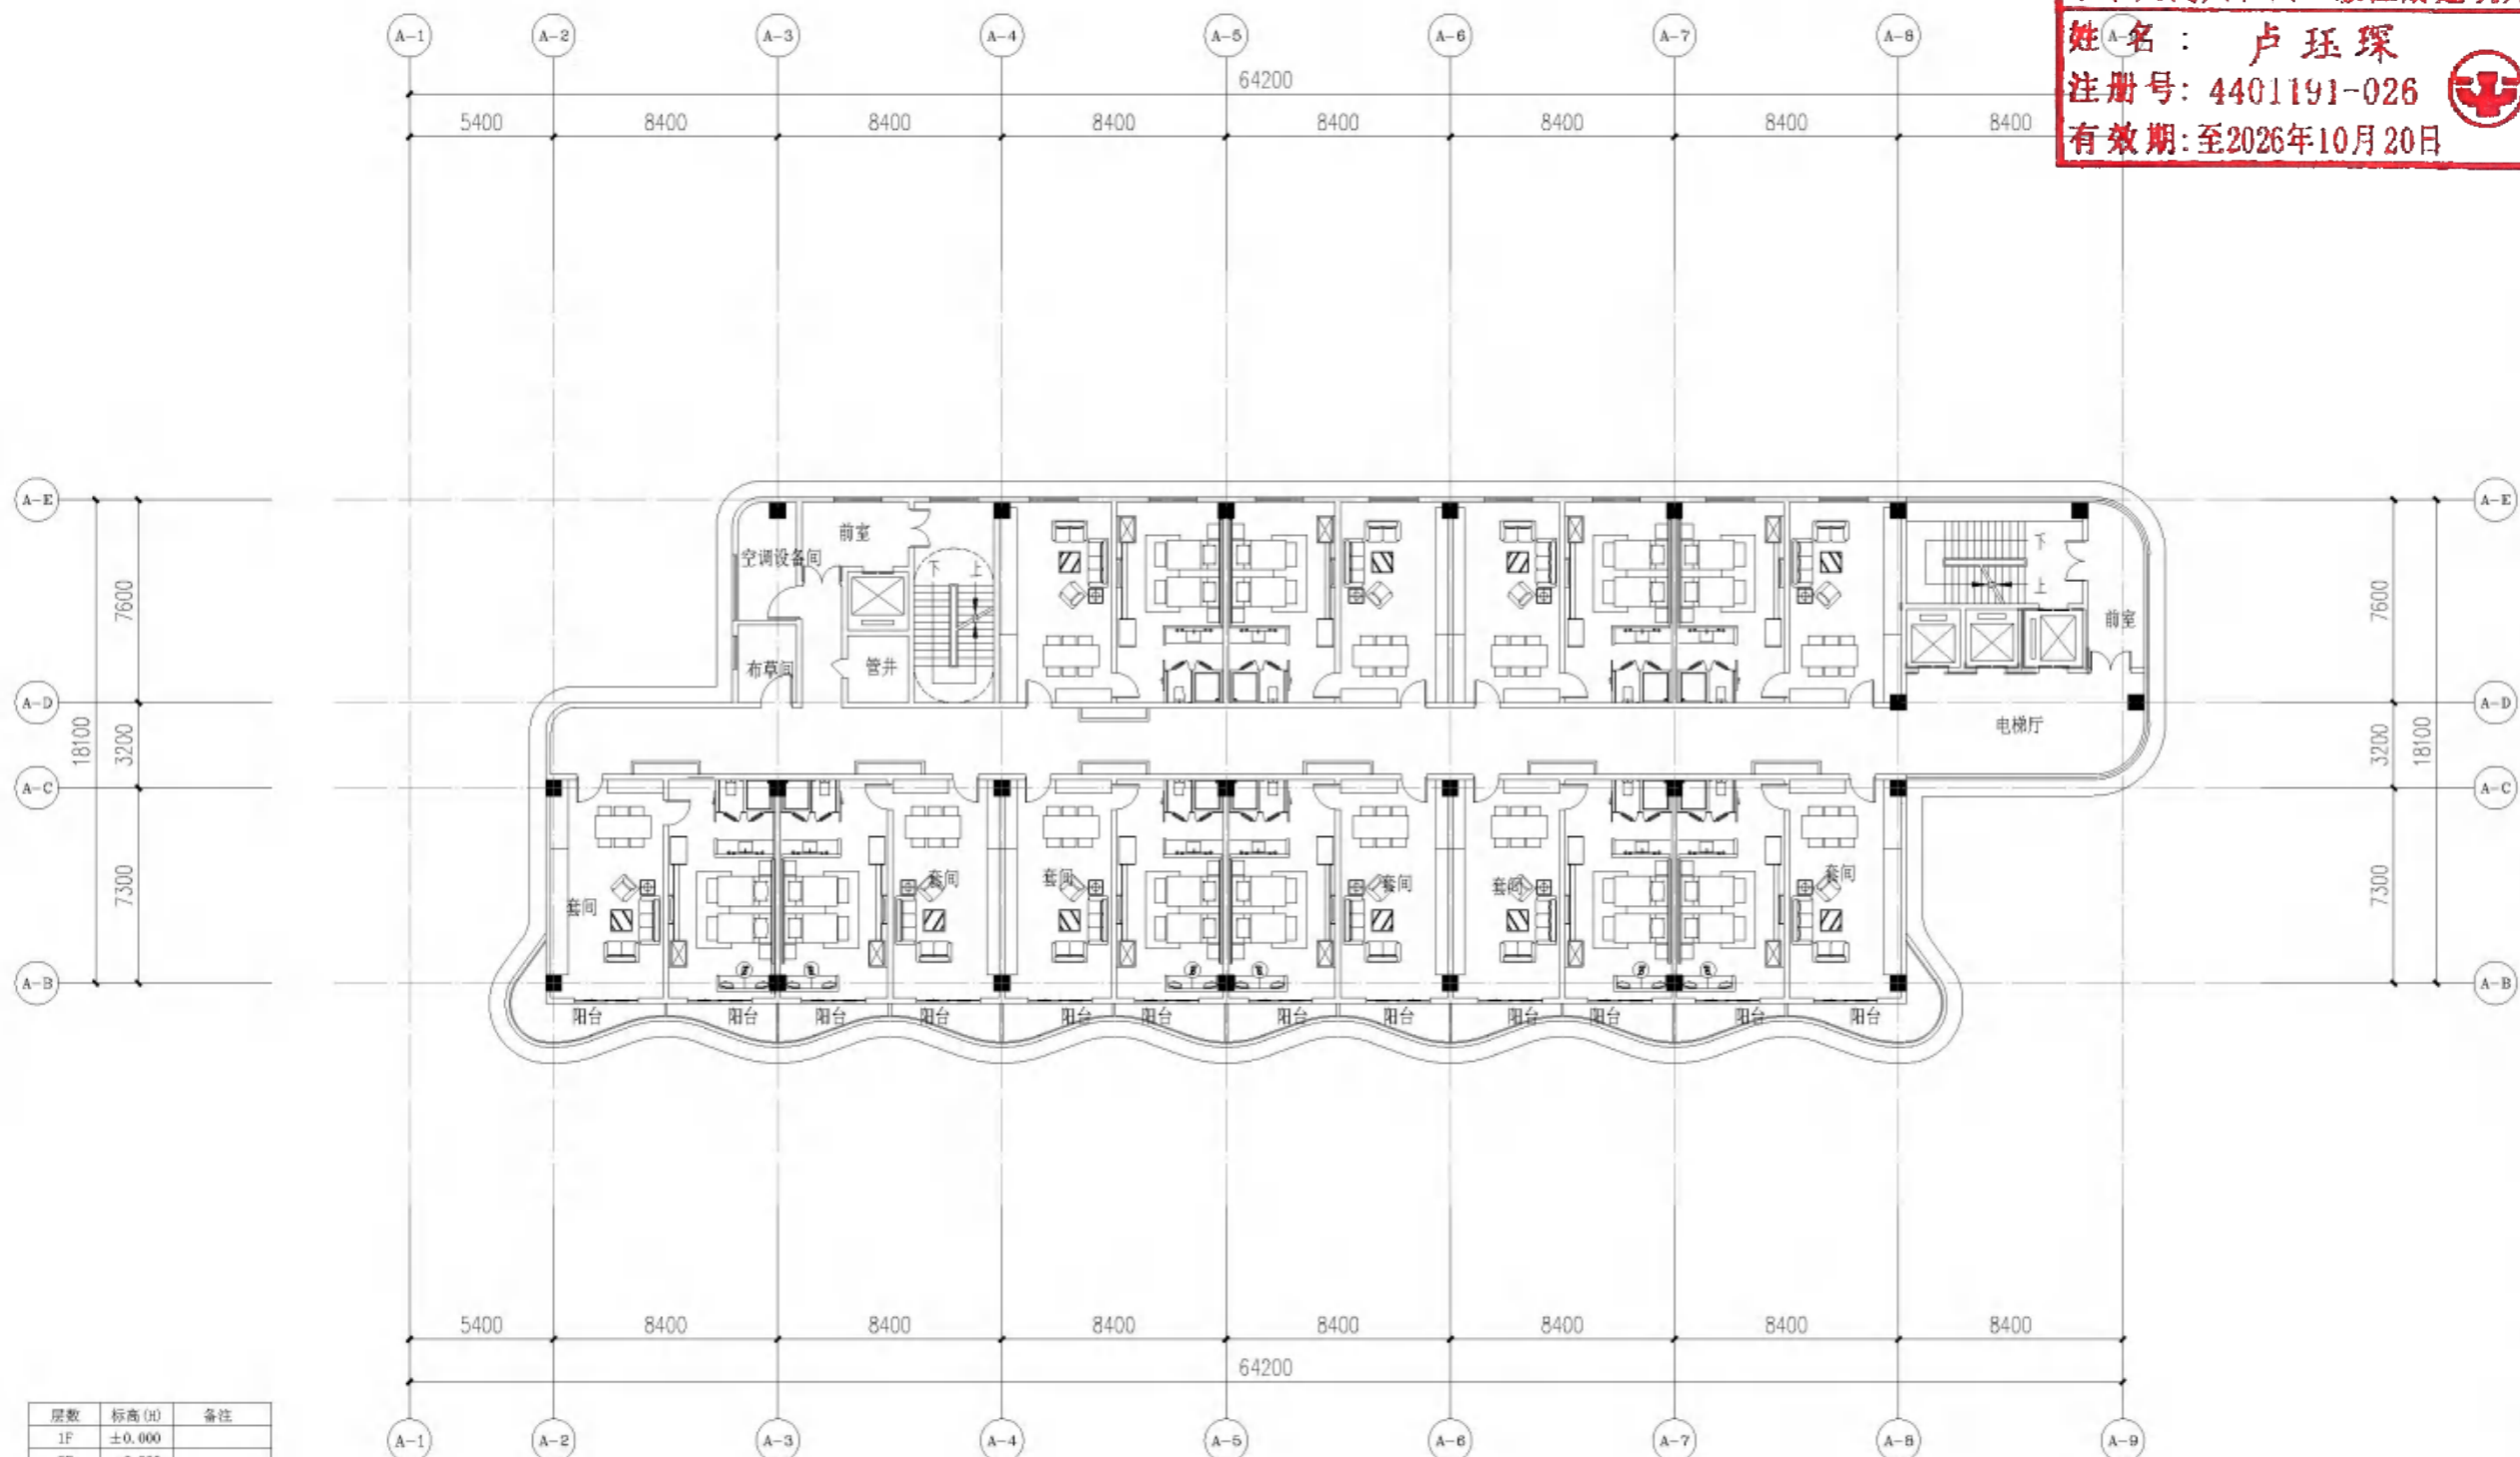 A-1 A-2 A-3 A-4 A-5 A-6 A-7 A-8
姓名: 卢珏琛
注册号: 4401191-026
有效期:至2026年10月20日
64200
5400 8400 8400 8400 8400 8400 8400 8400
A-E A-E
前室
空调设备间
下 上
下
上
7600 7600
前室
布草间 管井
A-D A-D
电梯厅
18100 3200 3200 18100
A-C A-C
套间 套间 套间 套间 套间 套间
7300 7300
A-B A-B
阳台 阳台 阳台 阳台 阳台 阳台 阳台 阳台 阳台 阳台 阳台 阳台
5400 8400 8400 8400 8400 8400 8400 8400
64200
层数 标高(H) 备注
1F ±0.000
A-1 A-2 A-3 A-4 A-5 A-6 A-7 A-8 A-9